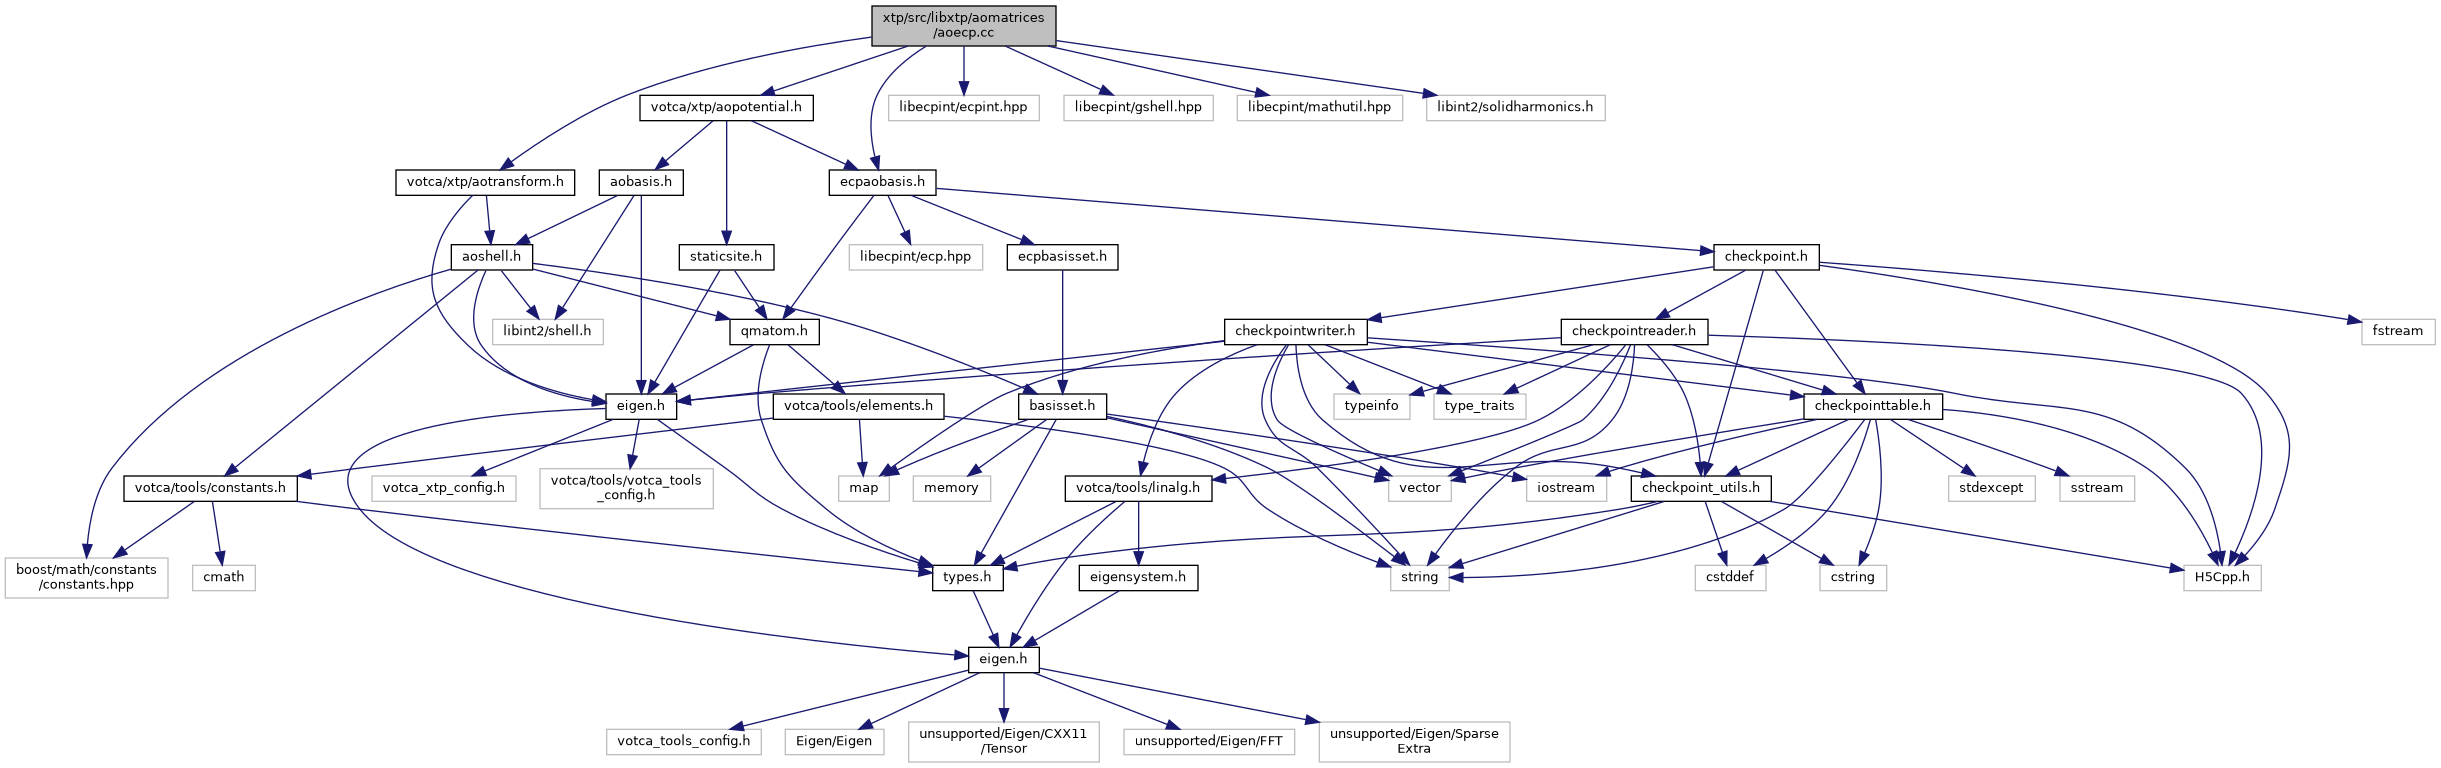 xtp/src/libxtp/aomatrices
/aoecp.cc
votca/xtp/aopotential.h
libecpint/ecpint.hpp
libecpint/gshell.hpp
libecpint/mathutil.hpp
libint2/solidharmonics.h
votca/xtp/aotransform.h
aobasis.h
ecpaobasis.h
aoshell.h
staticsite.h
libecpint/ecp.hpp
ecpbasisset.h
checkpoint.h
libint2/shell.h
qmatom.h
checkpointwriter.h
checkpointreader.h
fstream
eigen.h
votca/tools/elements.h
basisset.h
typeinfo
type_traits
checkpointtable.h
votca/tools/constants.h
votca_xtp_config.h
votca/tools/votca_tools
_config.h
map
memory
votca/tools/linalg.h
vector
iostream
checkpoint_utils.h
stdexcept
sstream
boost/math/constants
/constants.hpp
cmath
types.h
eigensystem.h
string
cstddef
cstring
H5Cpp.h
eigen.h
votca_tools_config.h
Eigen/Eigen
unsupported/Eigen/CXX11
/Tensor
unsupported/Eigen/FFT
unsupported/Eigen/Sparse
Extra